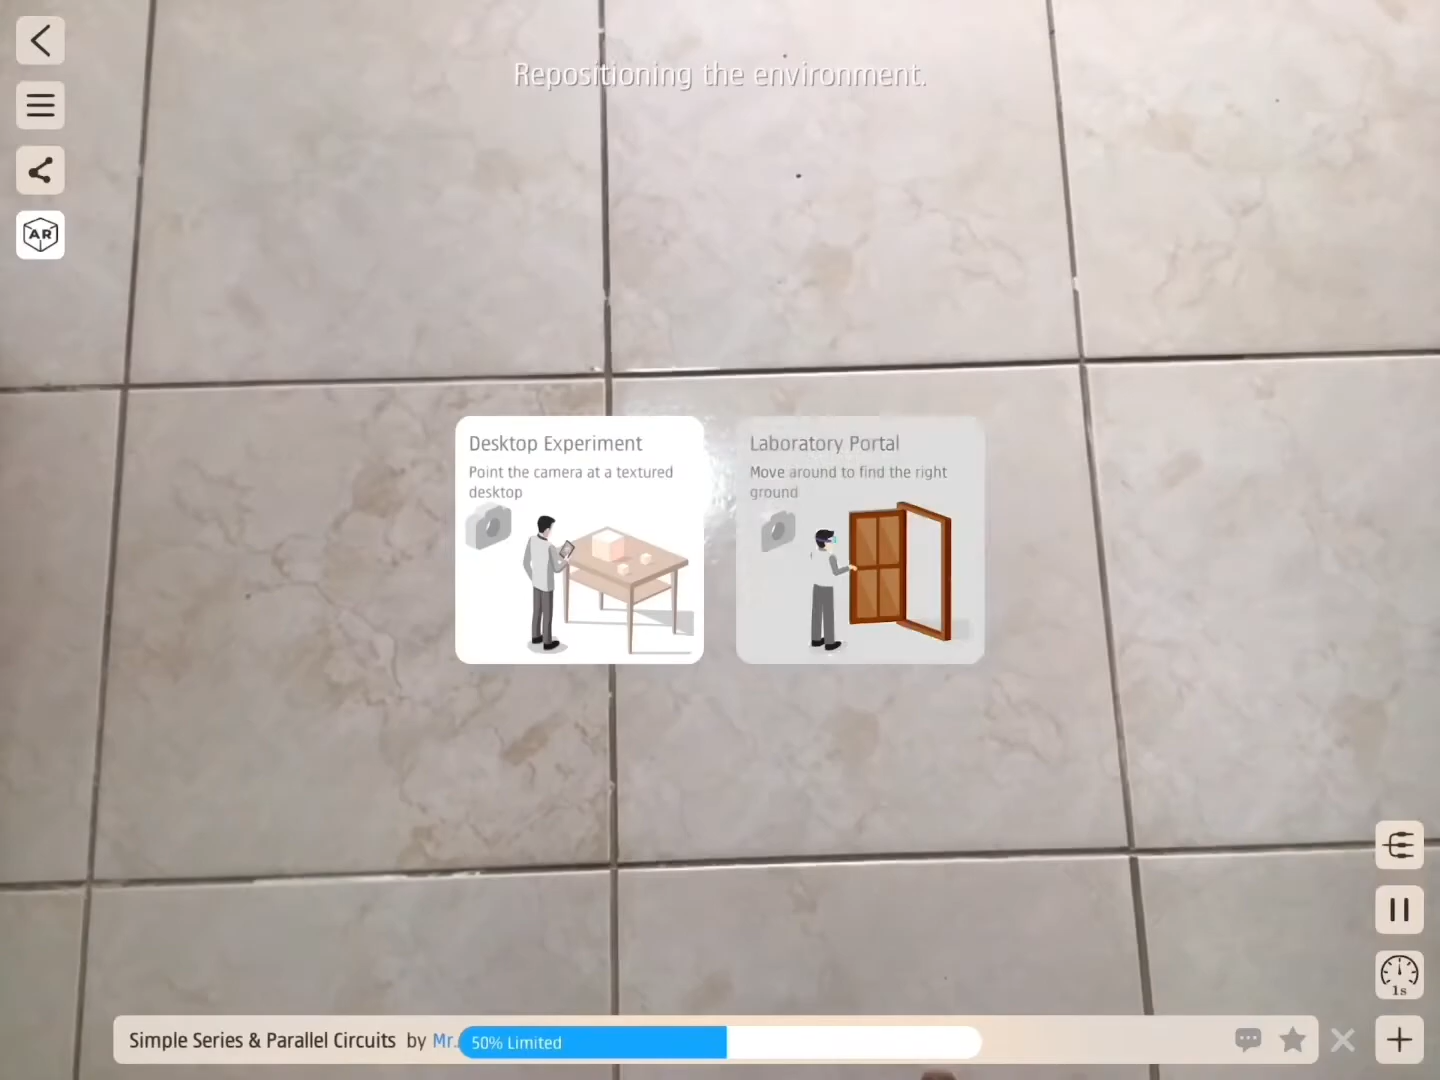 Repositioning the environment.
AR
Desktop Experiment
Point the camera at a textured
desktop
Laboratory Portal
Move around to find the right
ground
1s
Simple Series & Parallel Circuits by Mr.
50% Limited